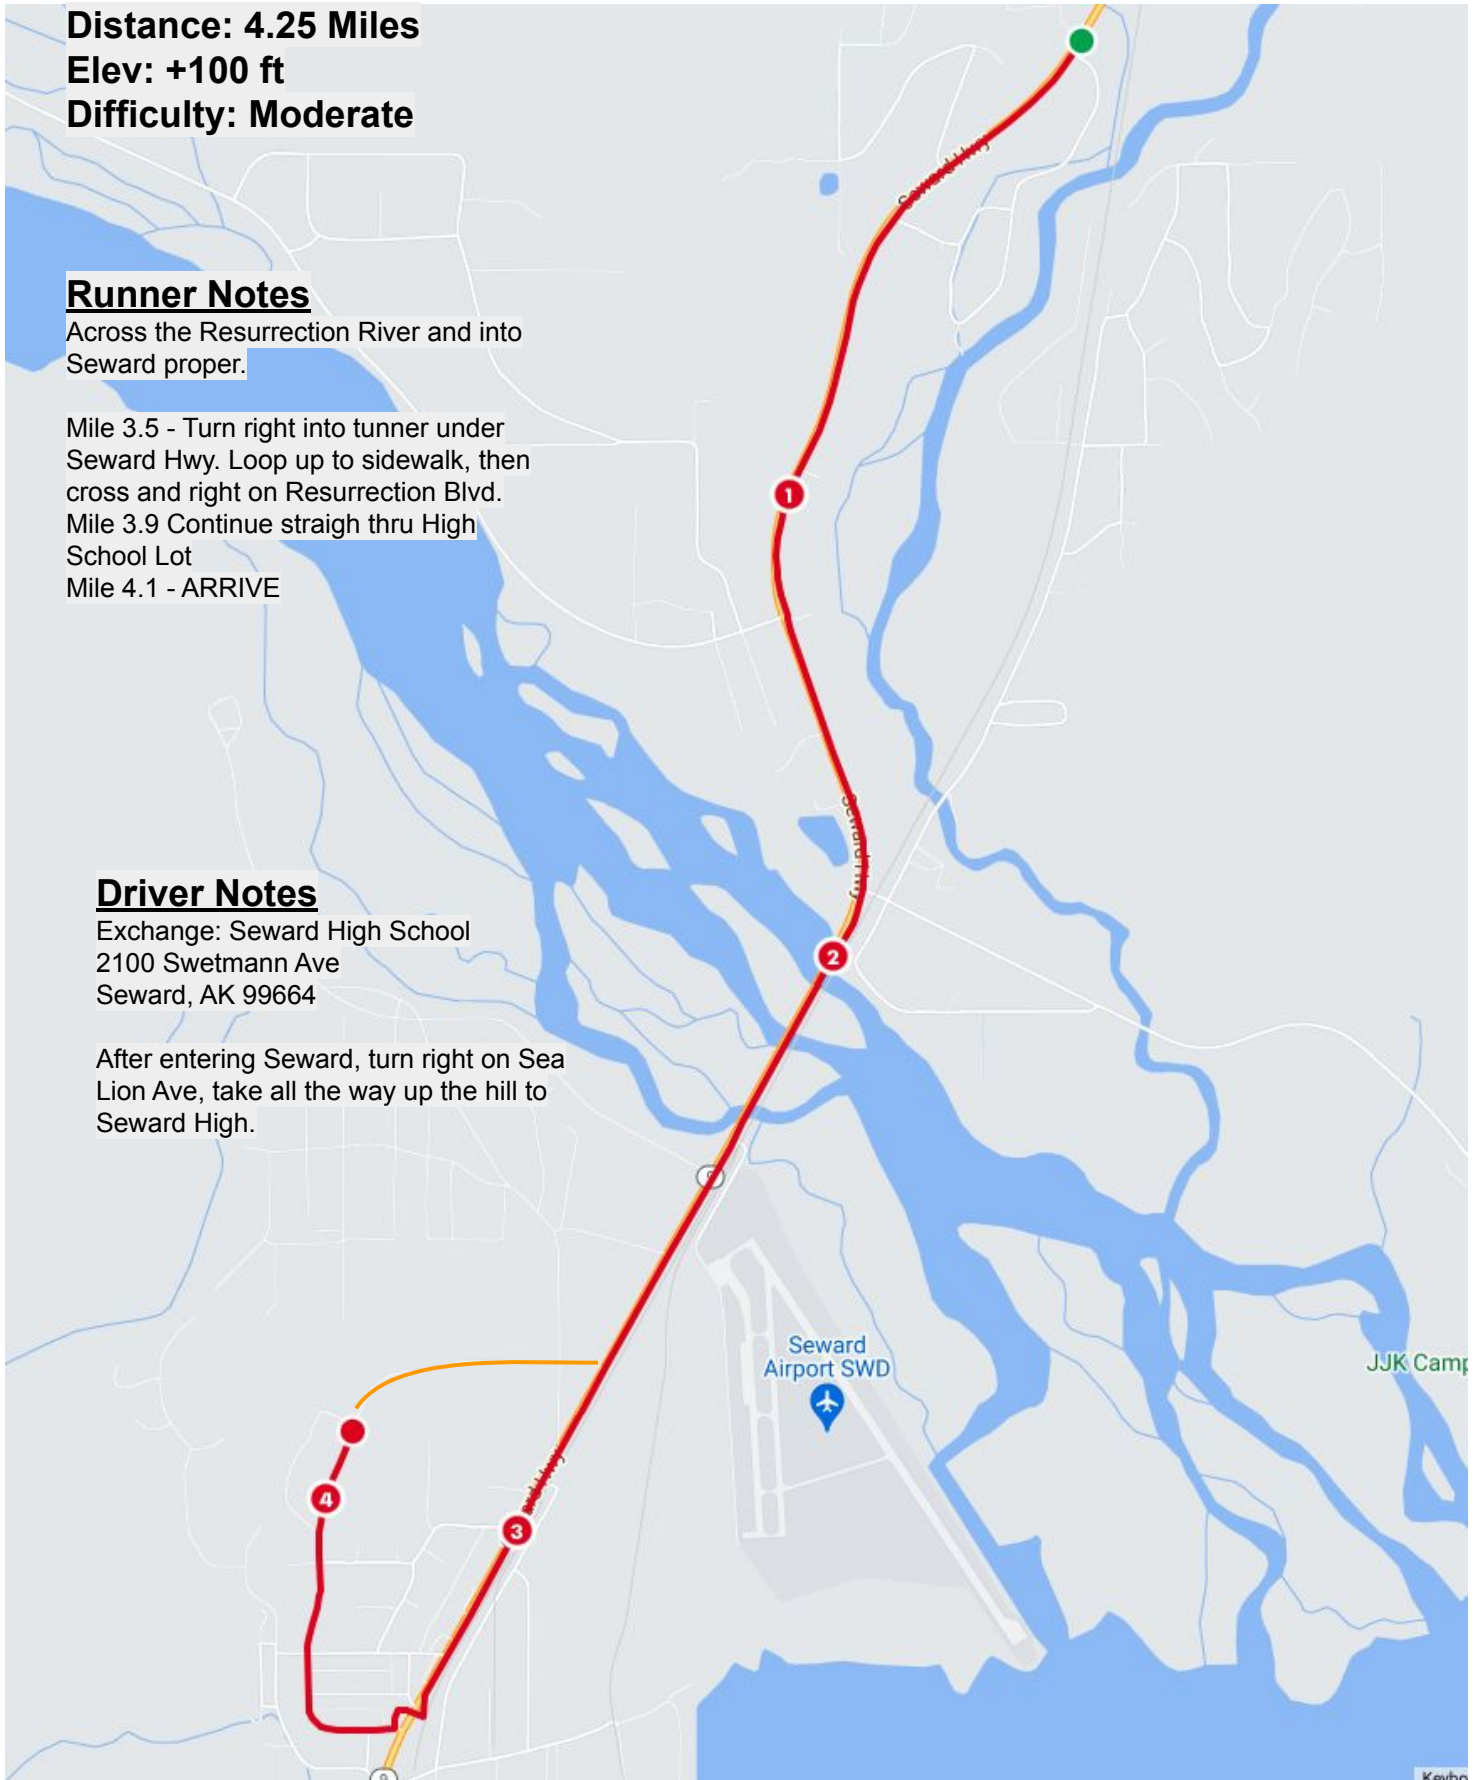 Distance: 4.25 Miles
Elev: +100 ft
Difficulty: Moderate
Seward Hwy
Runner Notes
Across the Resurrection River and into
Seward proper.
Mile 3.5 - Turn right into tunner under
Seward Hwy. Loop up to sidewalk, then
cross and right on Resurrection Blvd.
Mile 3.9 Continue straigh thru High
School Lot
Mile 4.1 - ARRIVE
1
Seward Hwy
2
Driver Notes
Exchange: Seward High School
2100 Swetmann Ave
Seward, AK 99664
After entering Seward, turn right on Sea
Lion Ave, take all the way up the hill to
Seward High.
Seward
Airport SWD
JJK Camp
ard Hwy
4
3
9